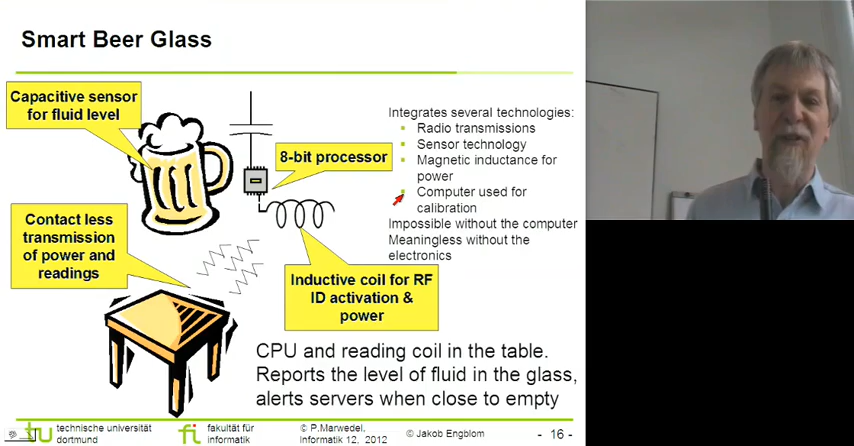 Smart Beer Glass
Capacitive sensor
for fluid level
8-bit processor
Contact less
transmission
of power and
readings
Inductive coil for RF
ID activation &
power
Integrates several technologies:
Radio transmissions
Sensor technology
Magnetic inductance for
power
Computer used for
calibration
Impossible without the computer
Meaningless without the
electronics
CPU and reading coil in the table.
Reports the level of fluid in the glass,
alerts servers when close to empty
tu
technische universität
dortmund
fi
fakultät für
informatik
© P.Marwedel,
Informatik 12, 2012
© Jakob Engblom
- 16 -